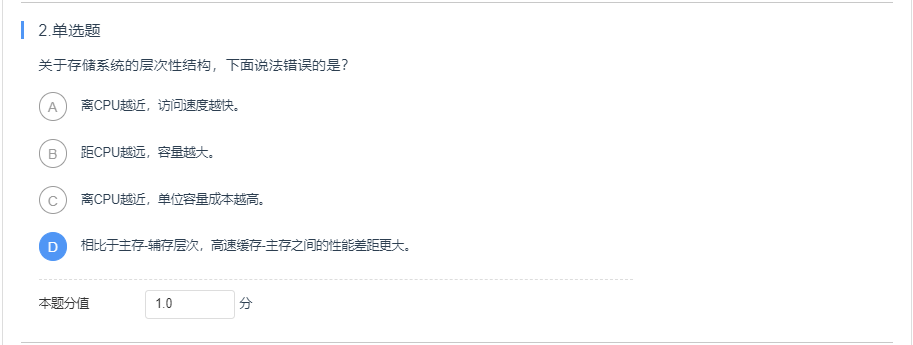 2.单选题
关于存储系统的层次性结构，下面说法错误的是？
A 离CPU越近，访问速度越快。
B 距CPU越远，容量越大。
C 离CPU越近，单位容量成本越高。
D 相比于主存-辅存层次，高速缓存-主存之间的性能差距更大。
本题分值 1.0 分